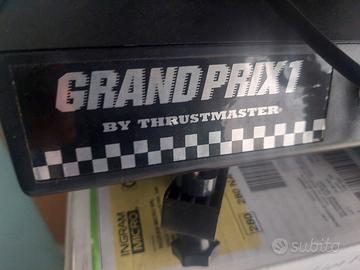 GRAND PRIX 1
BY THRUSTMASTER
INGRAM
MICRO
subito